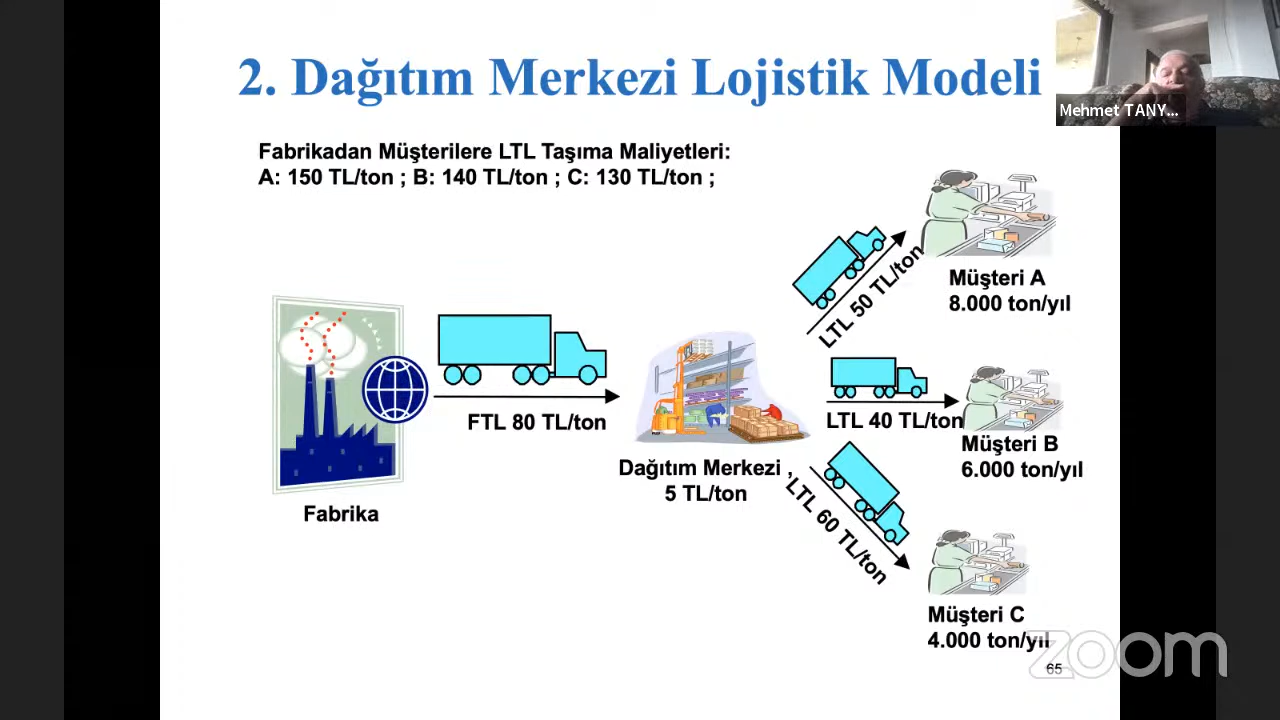 2. Dağıtım Merkezi Lojistik Modeli
Mehmet TANY...
Fabrikadan Müşterilere LTL Taşıma Maliyetleri:
A: 150 TL/ton ; B: 140 TL/ton ; C: 130 TL/ton ;
LTL 50 TL/ton
Müşteri A
8.000 ton/yıl
FTL 80 TL/ton
LTL 40 TL/ton
Müşteri B
6.000 ton/yıl
Dağıtım Merkezi ,
5 TL/ton
LTL 60 TL/ton
Fabrika
Müşteri C
4.000 ton/yıl
zoom
65